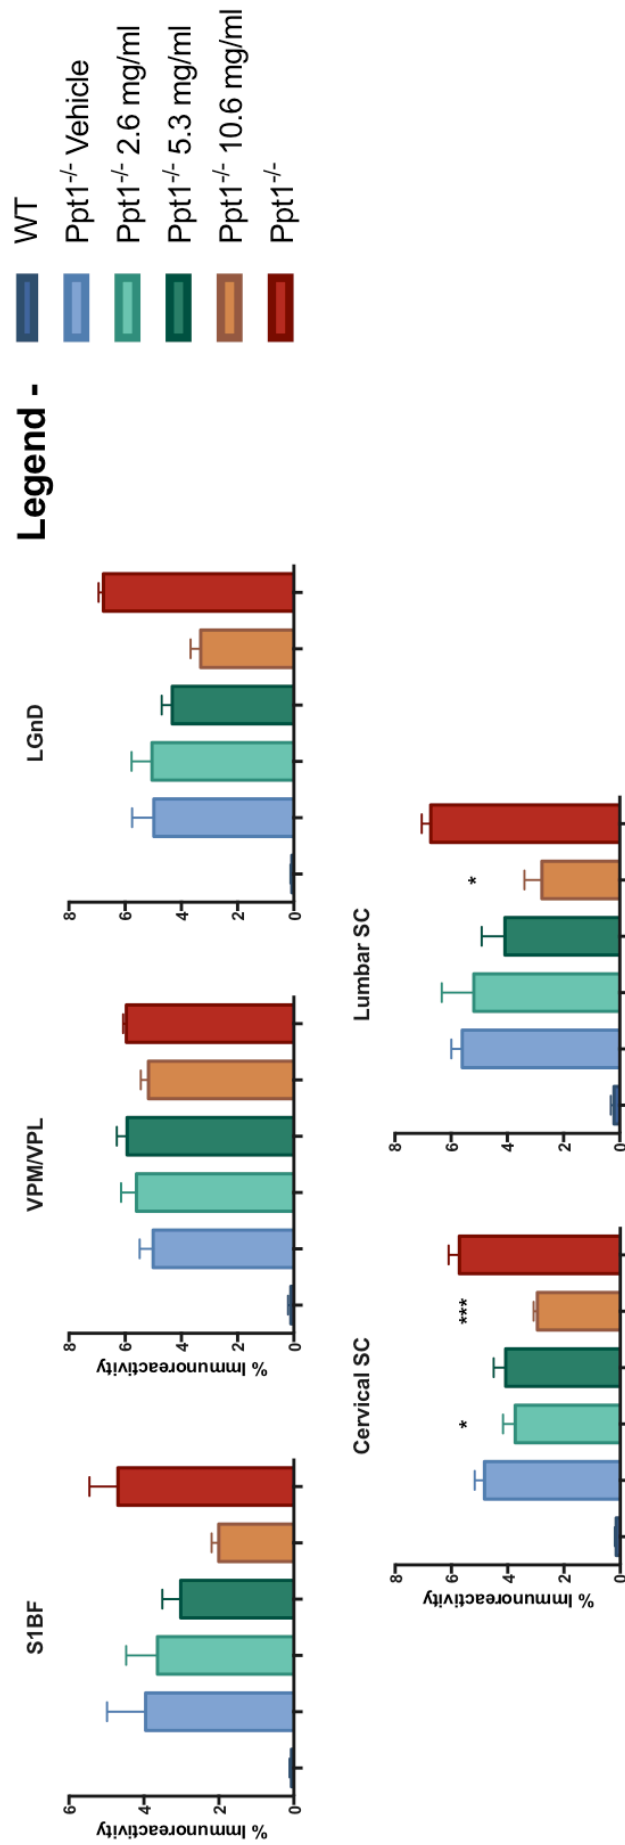 Legend -
WT
Ppt1-/- Vehicle
Ppt1-/- 2.6 mg/ml
Ppt1-/- 5.3 mg/ml
Ppt1-/- 10.6 mg/ml
Ppt1-/-
S1BF
% Immunoreactivity
6
4
2
0
VPM/VPL
% Immunoreactivity
8
6
4
2
0
LGnD
8
6
4
2
0
Cervical SC
% Immunoreactivity
8
6
4
2
0
*
***
Lumbar SC
8
6
4
2
0
*